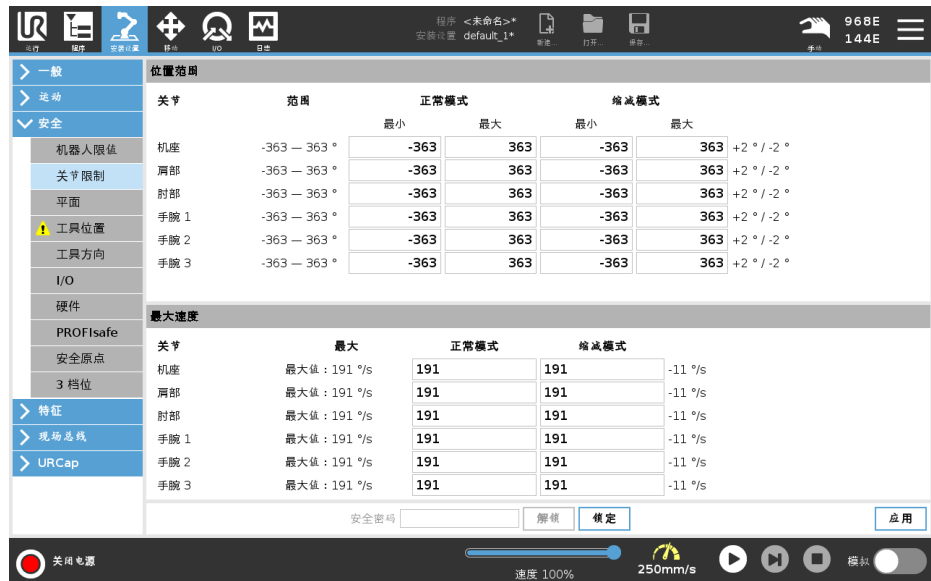 程序 <未命名>*
安装设置 default_1*
968E
144E
运行 程序 安装设置 移动 I/O 日志 新建... 打开... 保存... 手动
一般
运动
安全
机器人限值
关节限制
平面
工具位置
工具方向
I/O
硬件
PROFIsafe
安全原点
3 档位
特征
现场总线
URCap
位置范围
关节 范围 正常模式 缩减模式
最小 最大 最小 最大
机座 -363 — 363 ° -363 363 -363 363 +2 ° / -2 °
肩部 -363 — 363 ° -363 363 -363 363 +2 ° / -2 °
肘部 -363 — 363 ° -363 363 -363 363 +2 ° / -2 °
手腕 1 -363 — 363 ° -363 363 -363 363 +2 ° / -2 °
手腕 2 -363 — 363 ° -363 363 -363 363 +2 ° / -2 °
手腕 3 -363 — 363 ° -363 363 -363 363 +2 ° / -2 °
最大速度
关节 最大 正常模式 缩减模式
机座 最大值：191 °/s 191 191 -11 °/s
肩部 最大值：191 °/s 191 191 -11 °/s
肘部 最大值：191 °/s 191 191 -11 °/s
手腕 1 最大值：191 °/s 191 191 -11 °/s
手腕 2 最大值：191 °/s 191 191 -11 °/s
手腕 3 最大值：191 °/s 191 191 -11 °/s
安全密码 解锁 锁定 应用
关闭电源
速度 100%
250mm/s
模拟